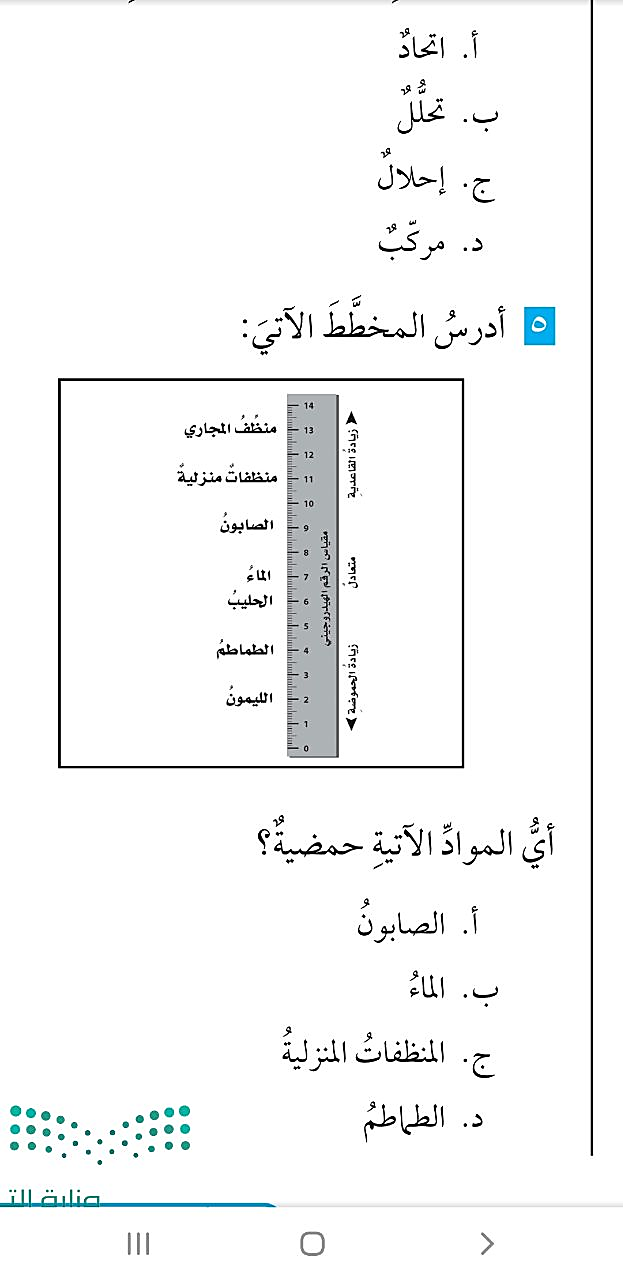 أ. اتحادٌ
ب. تحلُّلٌ
ج. إحلالٌ
د. مركّبٌ
٥ أدرسُ المخطَّطَ الآتيَ:
زيادةُ القاعديةِ
متعادلٌ
زيادةُ الحموضةِ
مقياس الرقم الهيدروجيني
14
13
12
11
10
9
8
7
6
5
4
3
2
1
0
منظِّفُ المجاري
منظفاتٌ منزليةٌ
الصابونُ
الماءُ
الحليبُ
الطماطمُ
الليمونُ
أيُّ الموادِّ الآتيةِ حمضيةٌ؟
أ. الصابونُ
ب. الماءُ
ج. المنظفاتُ المنزليةُ
د. الطماطمُ
وزارة التـ